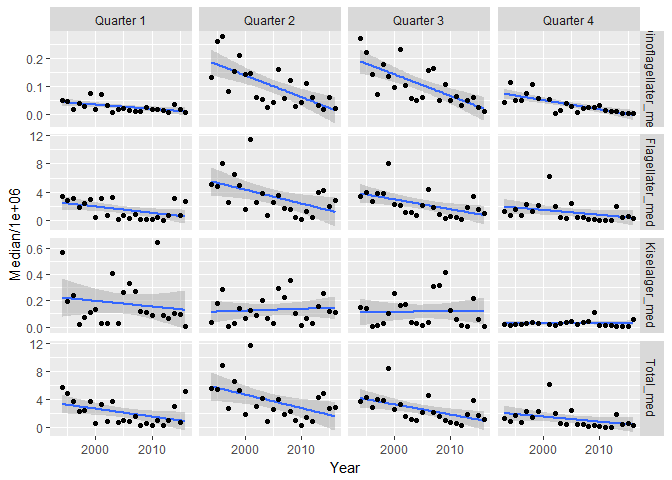 Quarter 1 Quarter 2 Quarter 3 Quarter 4
0.2
0.1
0.0
inoflagellater_me
12
8
4
0
Flagellater_med
0.6
0.4
0.2
0.0
Kiselalger_med
12
8
4
0
Total_med
Median/1e+06
2000 2010 2000 2010 2000 2010 2000 2010
Year